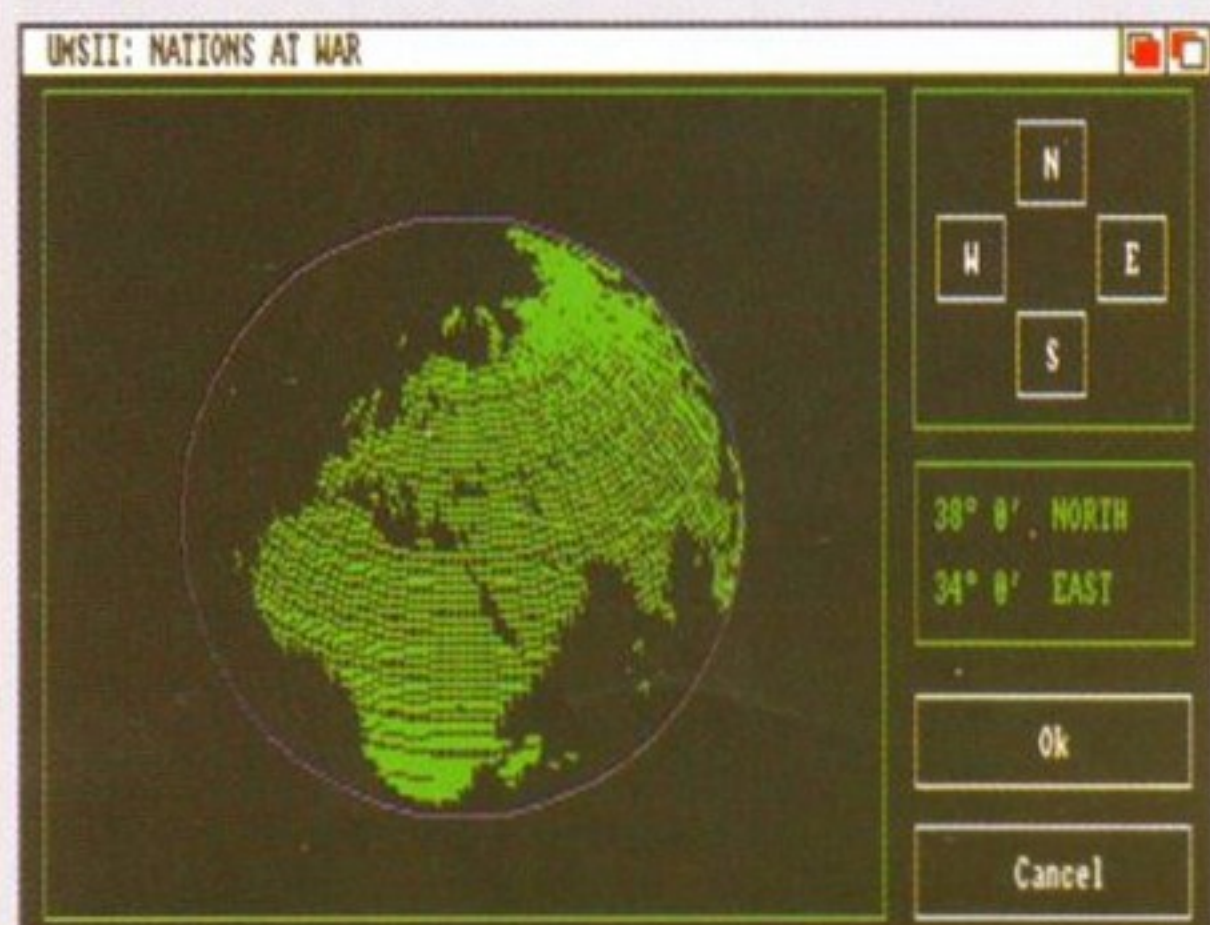 UMSII: NATIONS AT WAR
N
W E
S
38° 0' NORTH
34° 0' EAST
Ok
Cancel